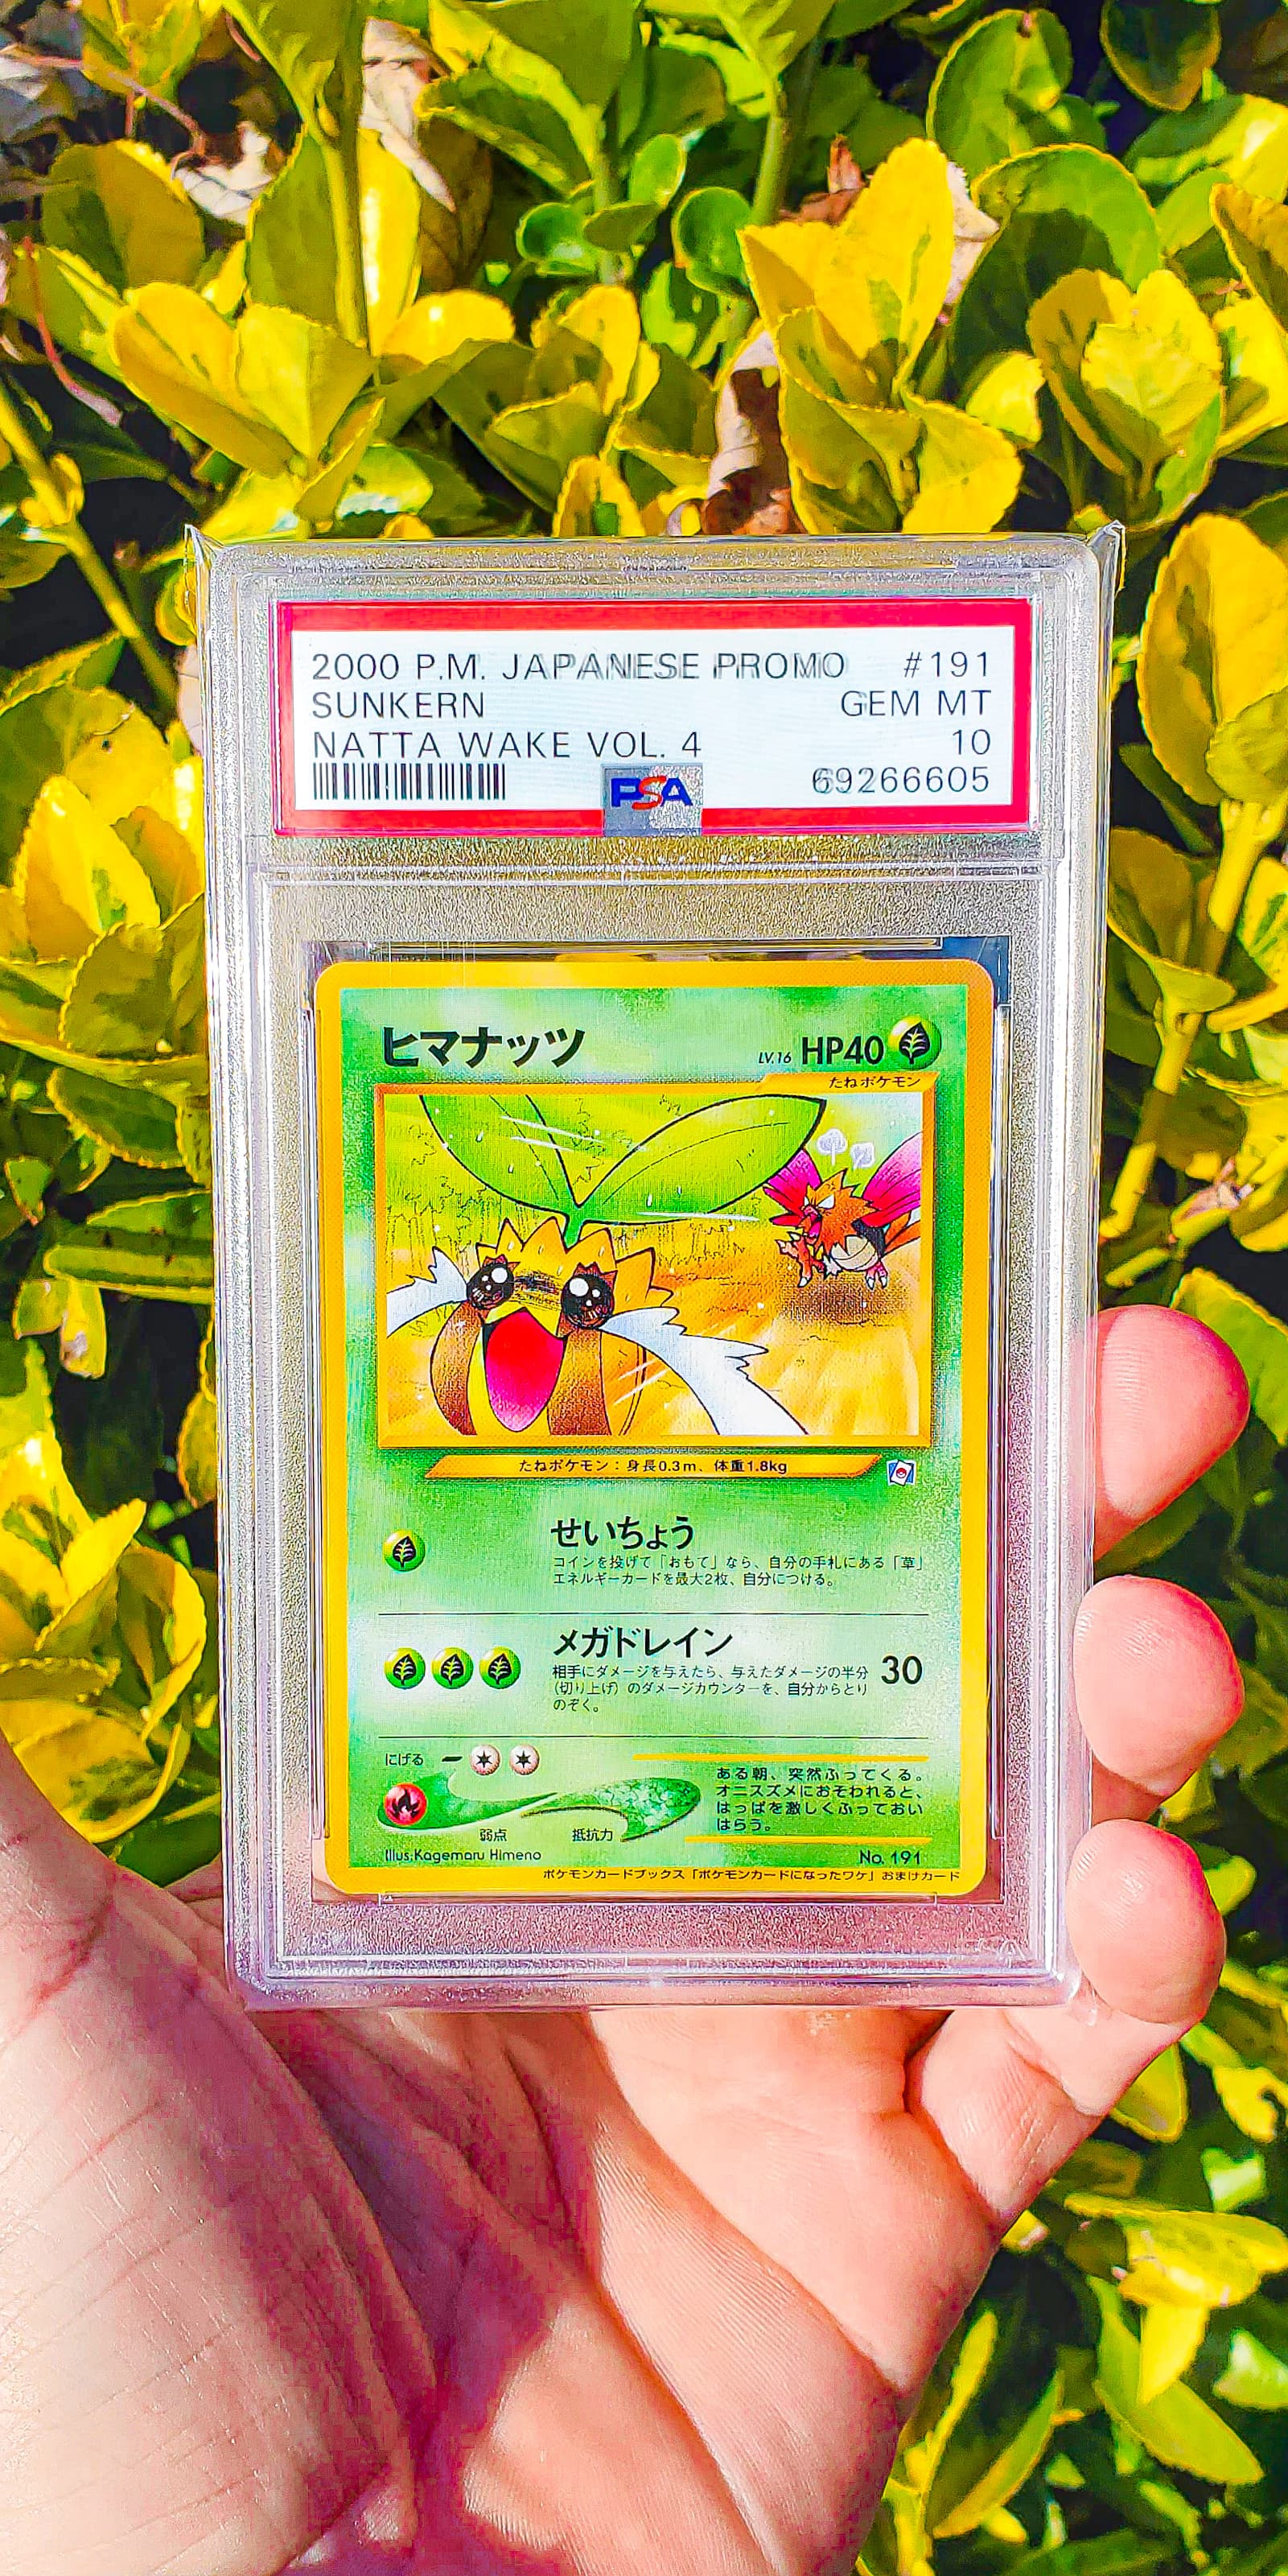 2000 P.M. JAPANESE PROMO #191
SUNKERN GEM MT
NATTA WAKE VOL. 4 10
PSA 69266605
ヒマナッツ LV.16 HP40
たねポケモン
たねポケモン：身長0.3m、体重1.8kg
せいちょう
コインを投げて「おもて」なら、自分の手札にある「草」
エネルギーカードを最大2枚、自分につける。
メガドレイン 30
相手にダメージを与えたら、与えたダメージの半分
（切り上げ）のダメージカウンターを、自分からとり
のぞく。
にげる
弱点 抵抗力
ある朝、突然ふってくる。
オニスズメにおそわれると、
はっぱを激しくふっておい
はらう。
Illus.Kagemaru Himeno No. 191
ポケモンカードブックス「ポケモンカードになったワケ」おまけカード